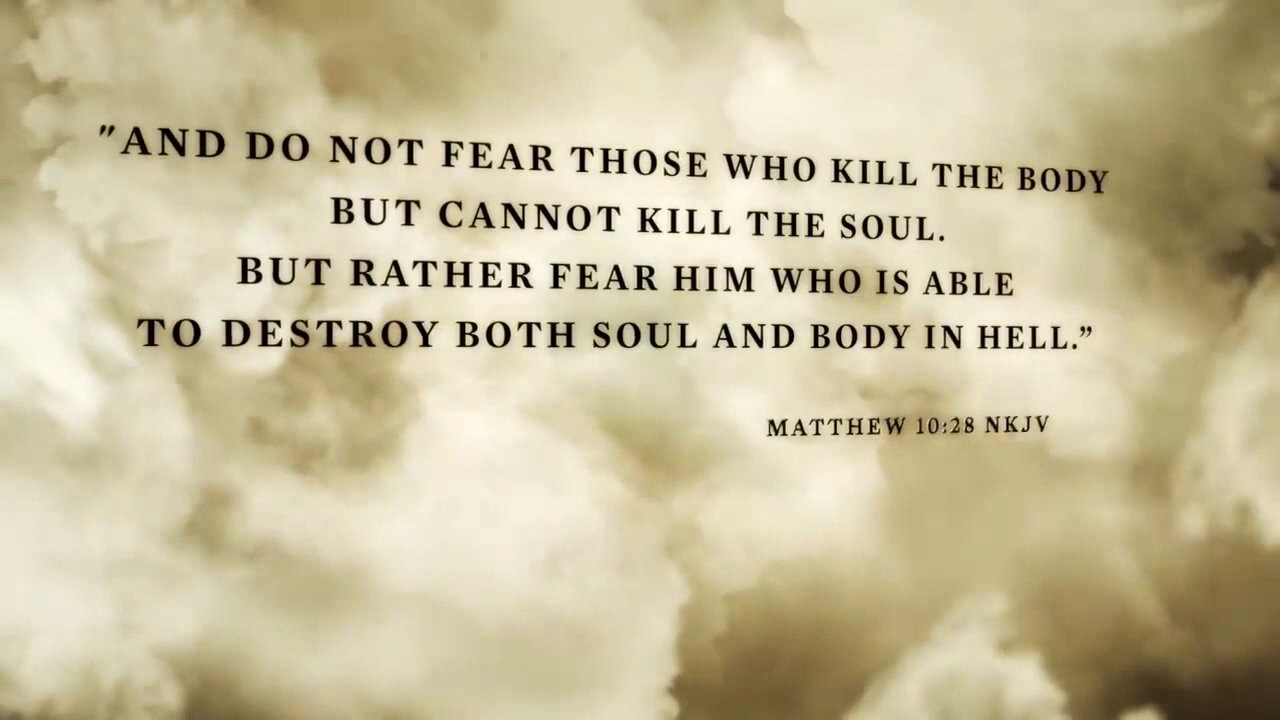 "AND DO NOT FEAR THOSE WHO KILL THE BODY
BUT CANNOT KILL THE SOUL.
BUT RATHER FEAR HIM WHO IS ABLE
TO DESTROY BOTH SOUL AND BODY IN HELL.”
MATTHEW 10:28 NKJV